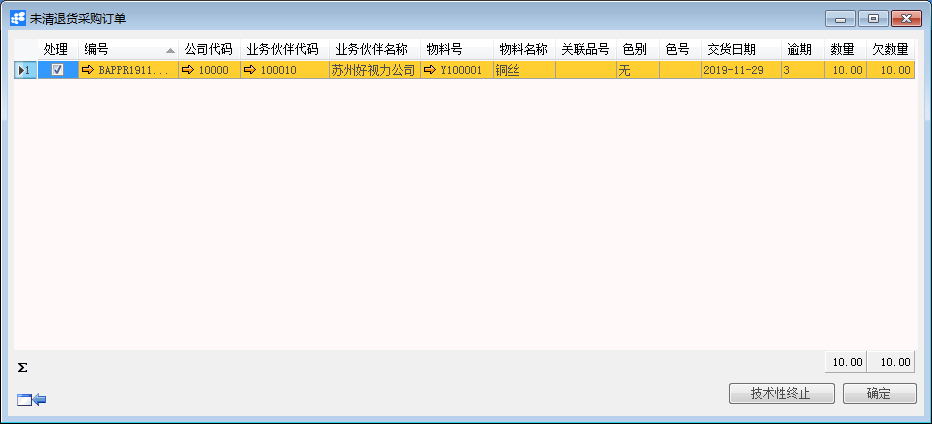 未清退货采购订单
处理 编号 公司代码 业务伙伴代码 业务伙伴名称 物料号 物料名称 关联品号 色别 色号 交货日期 逾期 数量 欠数量
1 BAPPR1911... 10000 100010 苏州好视力公司 Y100001 铜丝 无 2019-11-29 3 10.00 10.00
Σ 10.00 10.00
技术性终止 确定